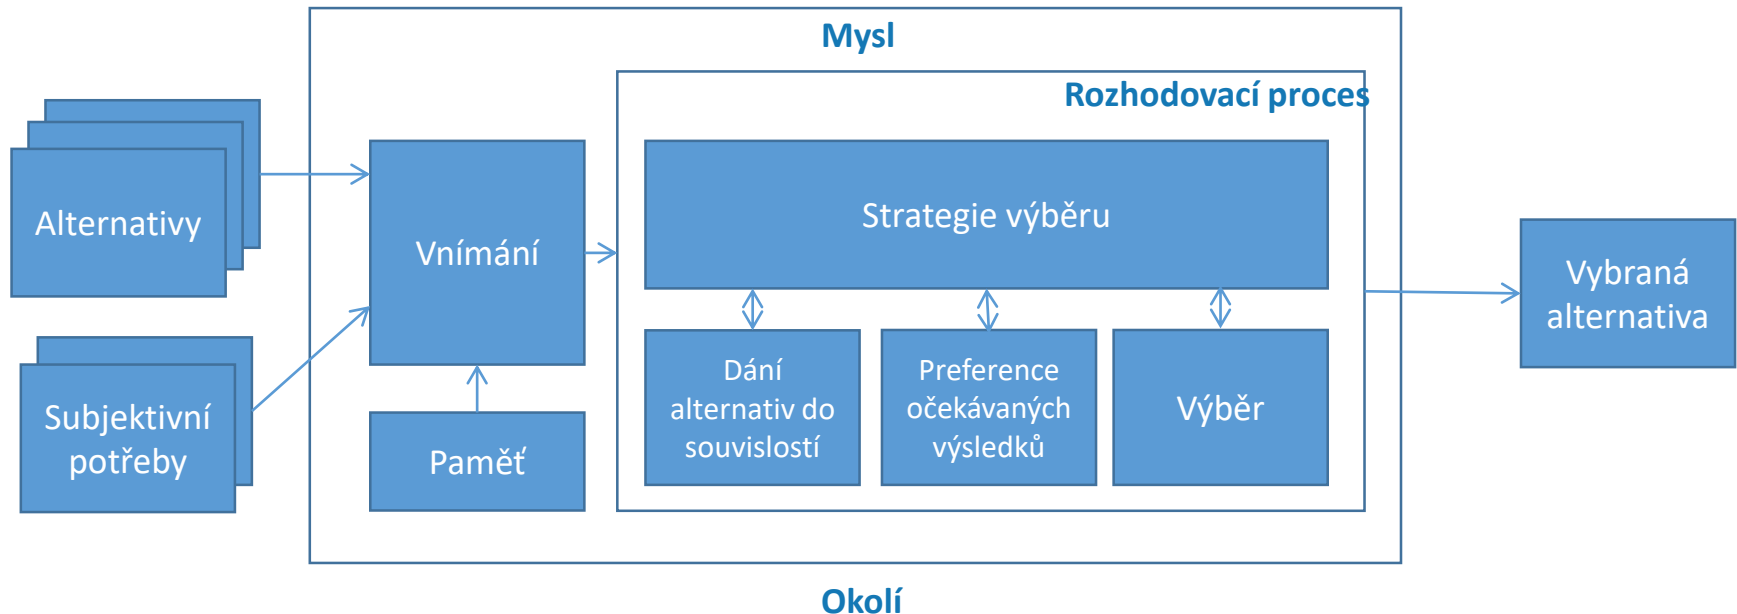 Mysl
Rozhodovací proces
Alternativy
Vnímání
Strategie výběru
Vybraná
alternativa
Subjektivní
potřeby
Paměť
Dání
alternativ do
souvislostí
Preference
očekávaných
výsledků
Výběr
Okolí